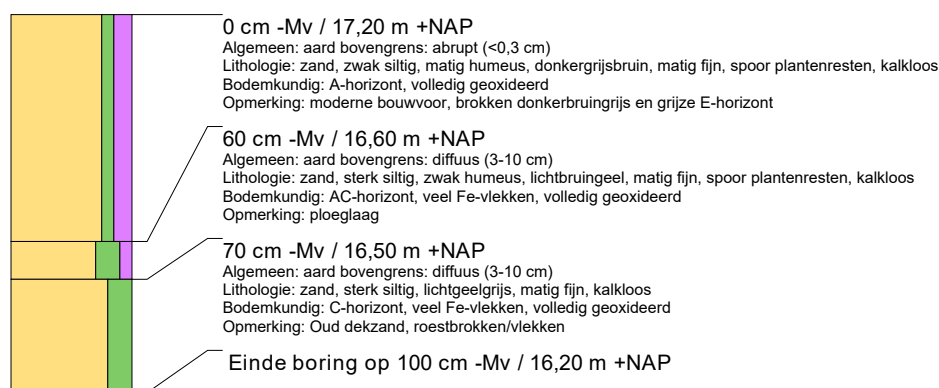 0 cm -Mv / 17,20 m +NAP
Algemeen: aard bovengrens: abrupt (<0,3 cm)
Lithologie: zand, zwak siltig, matig humeus, donkergrijsbruin, matig fijn, spoor plantenresten, kalkloos
Bodemkundig: A-horizont, volledig geoxideerd
Opmerking: moderne bouwvoor, brokken donkerbruingrijs en grijze E-horizont
60 cm -Mv / 16,60 m +NAP
Algemeen: aard bovengrens: diffuus (3-10 cm)
Lithologie: zand, sterk siltig, zwak humeus, lichtbruingeel, matig fijn, spoor plantenresten, kalkloos
Bodemkundig: AC-horizont, veel Fe-vlekken, volledig geoxideerd
Opmerking: ploeglaag
70 cm -Mv / 16,50 m +NAP
Algemeen: aard bovengrens: diffuus (3-10 cm)
Lithologie: zand, sterk siltig, lichtgeelgrijs, matig fijn, kalkloos
Bodemkundig: C-horizont, veel Fe-vlekken, volledig geoxideerd
Opmerking: Oud dekzand, roestbrokken/vlekken
Einde boring op 100 cm -Mv / 16,20 m +NAP